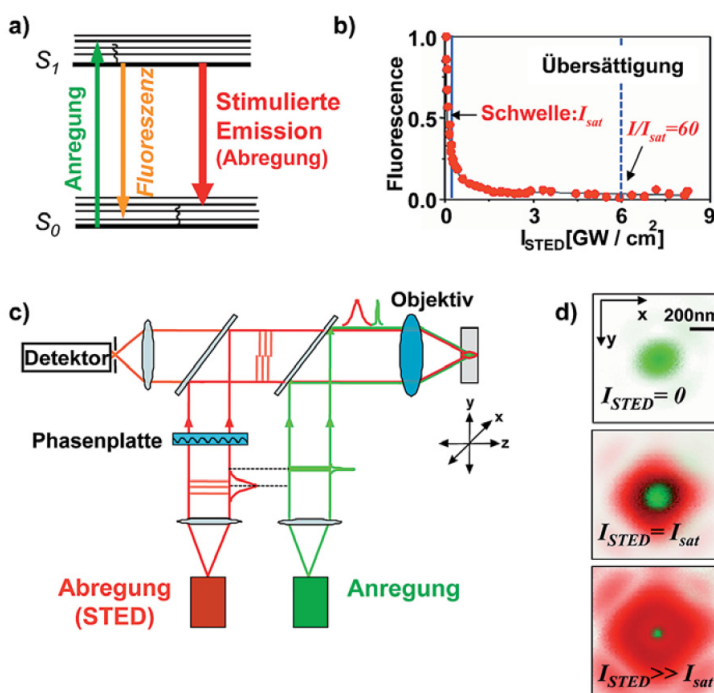 a)
S1
Anregung
Fluoreszenz
Stimulierte
Emission
(Abregung)
S0
b)
Fluorescence
1.0
0.5
0.0
Übersättigung
Schwelle:Isat
I/Isat=60
0
3
6
9
ISTED[GW / cm2]
c)
Detektor
Objektiv
Phasenplatte
y
x
z
Abregung
(STED)
Anregung
d)
x
200nm
y
ISTED= 0
ISTED= Isat
ISTED>> Isat